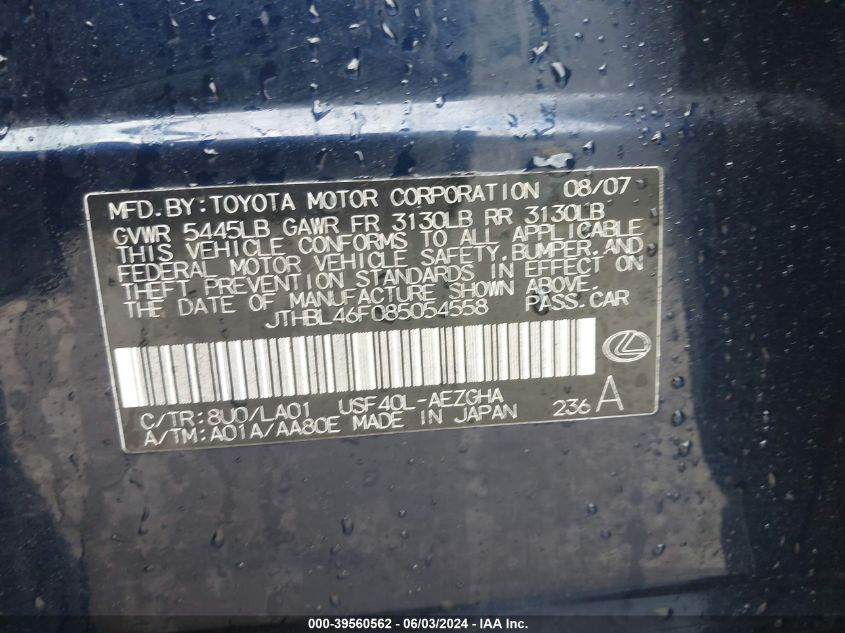 MFD.BY:TOYOTA MOTOR CORPORATION 08/07
GVWR 5445LB GAWR FR 3130LB RR 3130LB
THIS VEHICLE CONFORMS TO ALL APPLICABLE
FEDERAL MOTOR VEHICLE SAFETY,BUMPER,AND
THEFT PREVENTION STANDARDS IN EFFECT ON
THE DATE OF MANUFACTURE SHOWN ABOVE.
JTHBL46F085054558 PASS.CAR
C/TR:8U0/LA01 USF40L-AEZGHA 236A
A/TM:A01A/AA80E MADE IN JAPAN
000-39560562 - 06/03/2024 - IAA Inc.